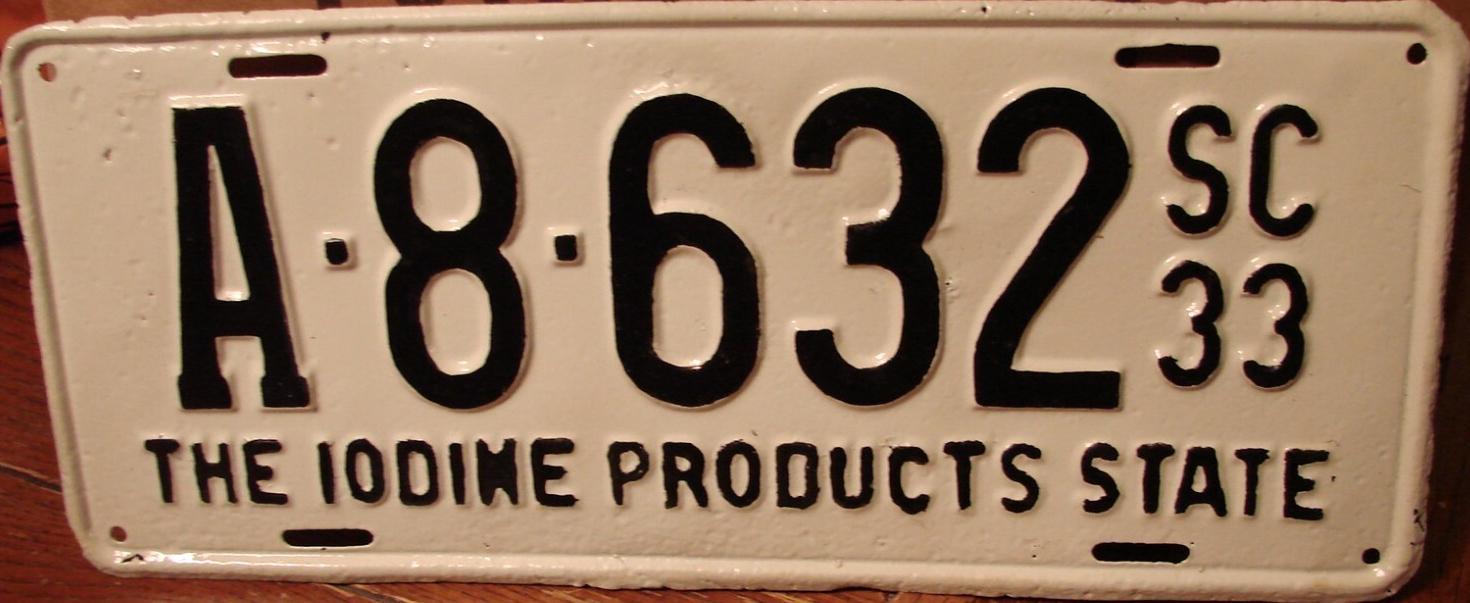 A·8·632 SC
33
THE IODINE PRODUCTS STATE